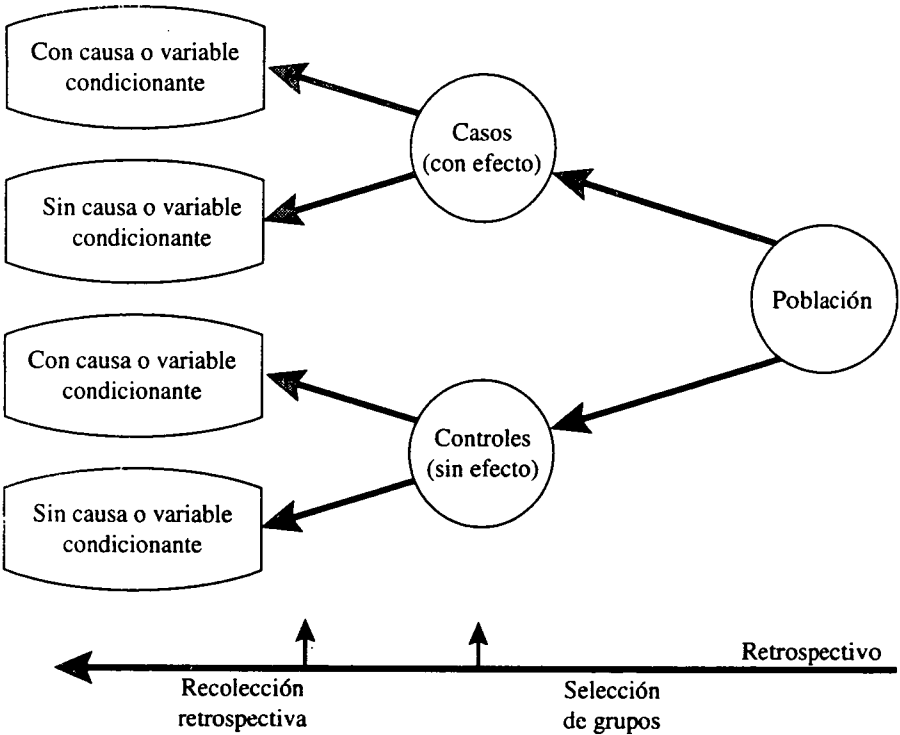 Con causa o variable
condicionante
Sin causa o variable
condicionante
Con causa o variable
condicionante
Sin causa o variable
condicionante
Casos
(con efecto)
Controles
(sin efecto)
Población
Retrospectivo
Recolección
retrospectiva
Selección
de grupos